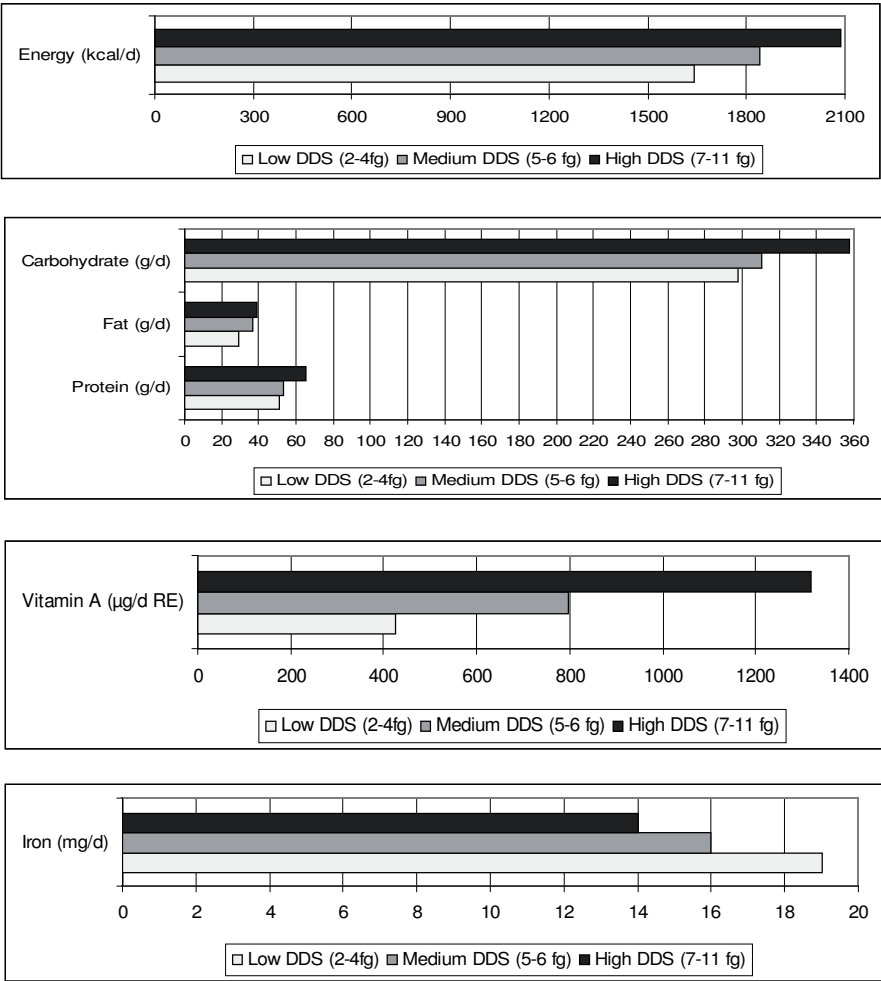 Energy (kcal/d)
0 300 600 900 1200 1500 1800 2100
Low DDS (2-4fg) Medium DDS (5-6 fg) High DDS (7-11 fg)
Carbohydrate (g/d)
Fat (g/d)
Protein (g/d)
0 20 40 60 80 100 120 140 160 180 200 220 240 260 280 300 320 340 360
Low DDS (2-4fg) Medium DDS (5-6 fg) High DDS (7-11 fg)
Vitamin A (µg/d RE)
0 200 400 600 800 1000 1200 1400
Low DDS (2-4fg) Medium DDS (5-6 fg) High DDS (7-11 fg)
Iron (mg/d)
0 2 4 6 8 10 12 14 16 18 20
Low DDS (2-4fg) Medium DDS (5-6 fg) High DDS (7-11 fg)